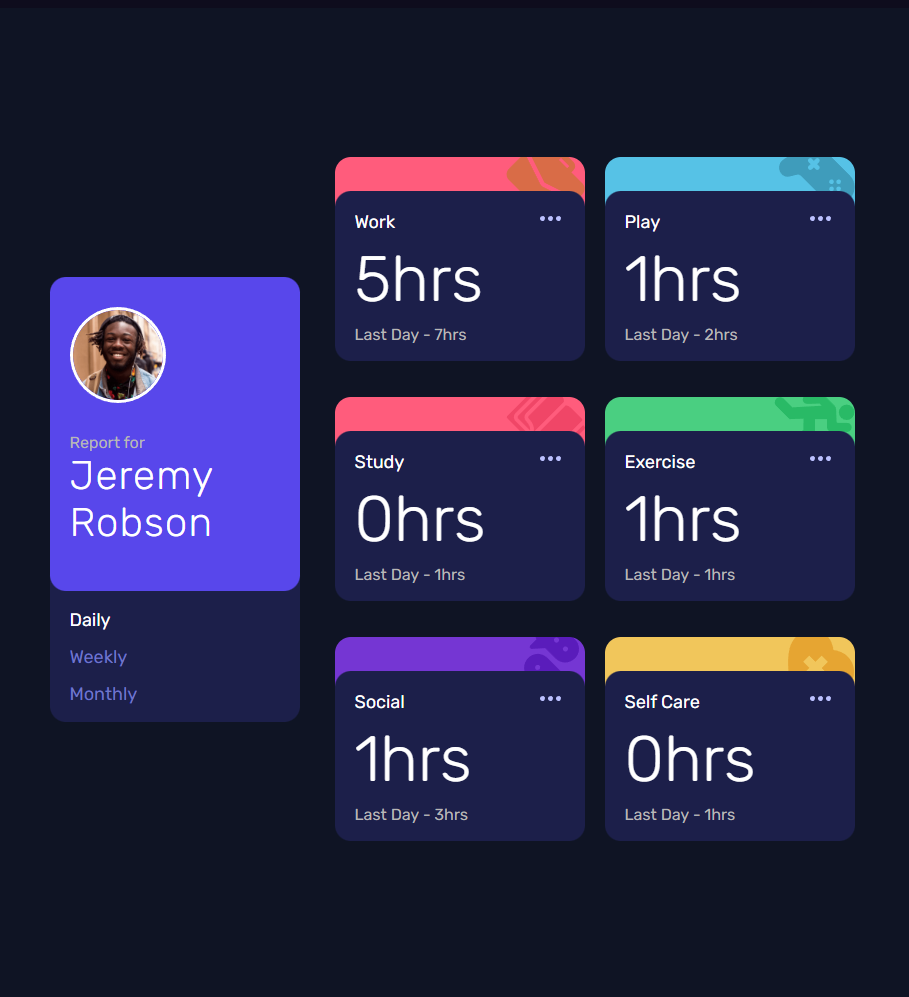 Report for
Jeremy
Robson
Daily
Weekly
Monthly
Work
5hrs
Last Day - 7hrs
Play
1hrs
Last Day - 2hrs
Study
0hrs
Last Day - 1hrs
Exercise
1hrs
Last Day - 1hrs
Social
1hrs
Last Day - 3hrs
Self Care
0hrs
Last Day - 1hrs